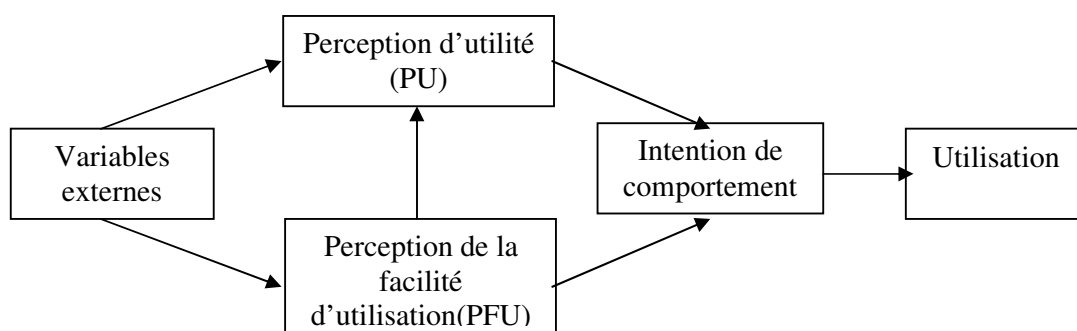 Perception d’utilité
(PU)
Variables
externes
Intention de
comportement
Utilisation
Perception de la
facilité
d’utilisation(PFU)